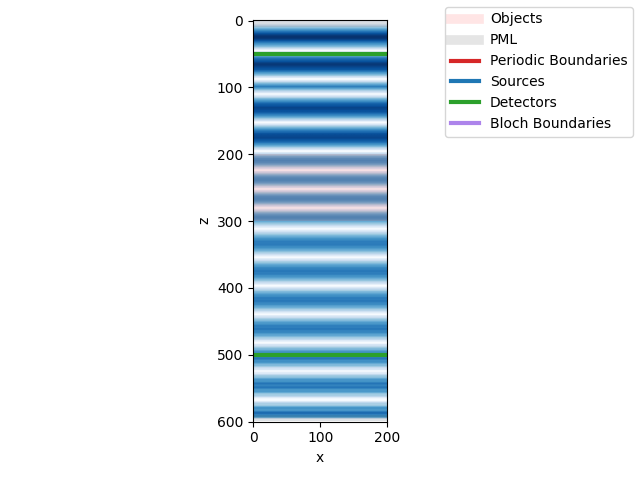 Objects
PML
Periodic Boundaries
Sources
Detectors
Bloch Boundaries
0
100
200
300
400
500
600
z
0 100 200
x